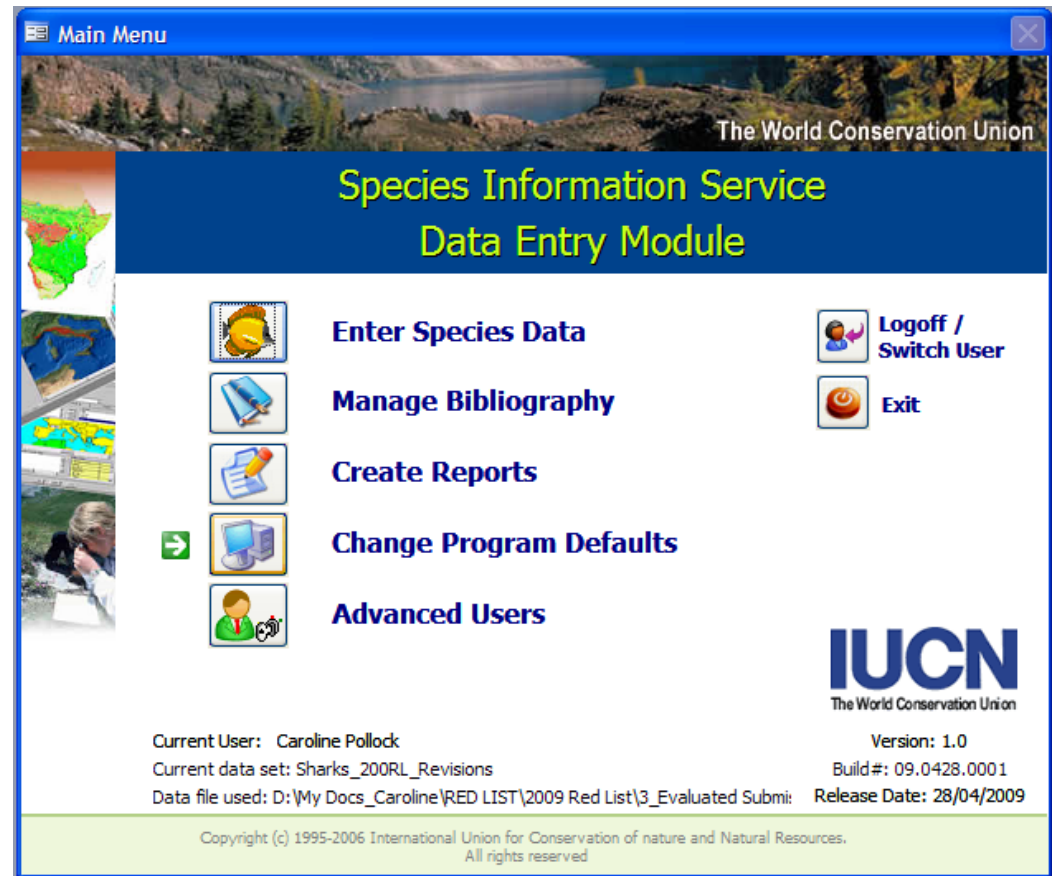 Main Menu
The World Conservation Union
Species Information Service
Data Entry Module
Enter Species Data
Manage Bibliography
Create Reports
Change Program Defaults
Advanced Users
Logoff /
Switch User
Exit
IUCN
The World Conservation Union
Current User: Caroline Pollock
Current data set: Sharks_200RL_Revisions
Data file used: D:\My Docs_Caroline\RED LIST\2009 Red List\3_Evaluated Submi:
Version: 1.0
Build#: 09.0428.0001
Release Date: 28/04/2009
Copyright (c) 1995-2006 International Union for Conservation of nature and Natural Resources.
All rights reserved